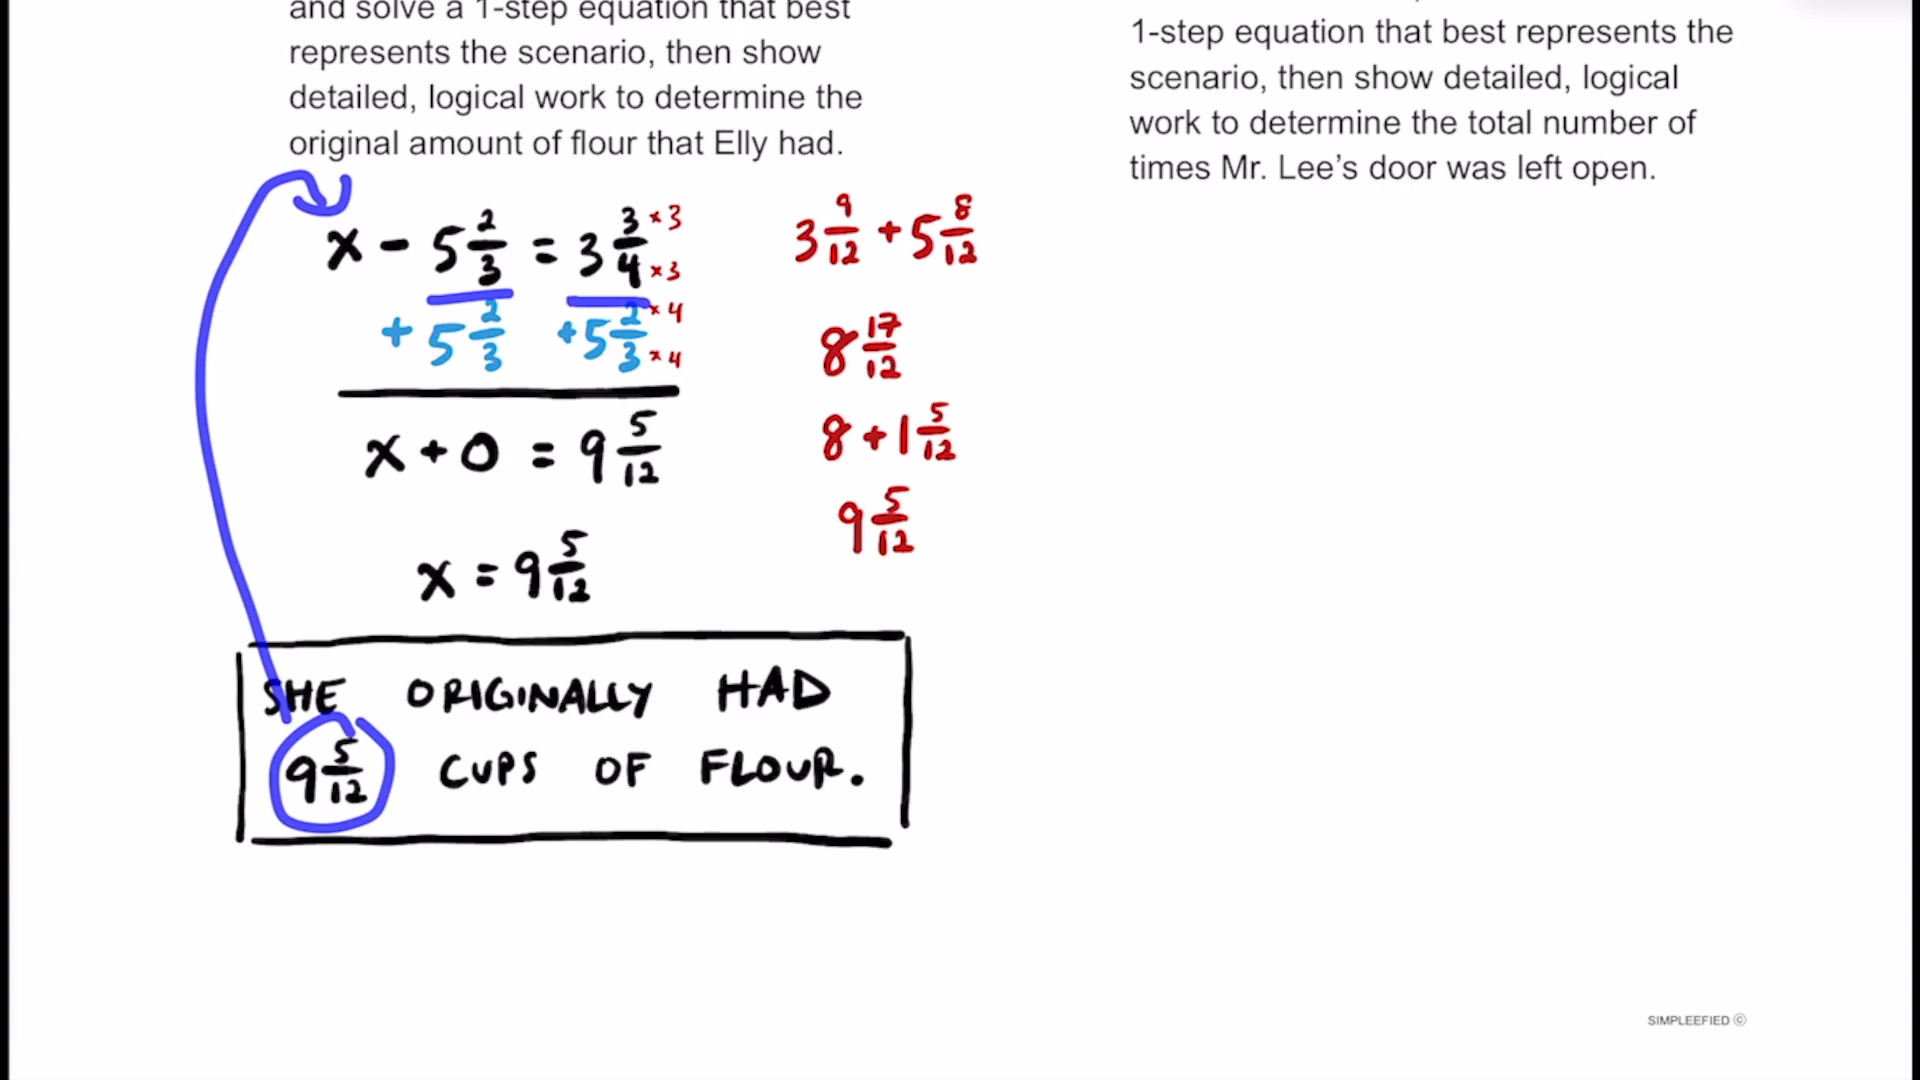 and solve a 1-step equation that best
represents the scenario, then show
detailed, logical work to determine the
original amount of flour that Elly had.
x - 5 2/3 = 3 3/4 ×3 ×3
+ 5 2/3 + 5 2/3 ×4 ×4
x + 0 = 9 5/12
x = 9 5/12
SHE ORIGINALLY HAD
9 5/12 CUPS OF FLOUR.
3 9/12 + 5 8/12
8 17/12
8 + 1 5/12
9 5/12
1-step equation that best represents the
scenario, then show detailed, logical
work to determine the total number of
times Mr. Lee’s door was left open.
SIMPLEEFIED ©